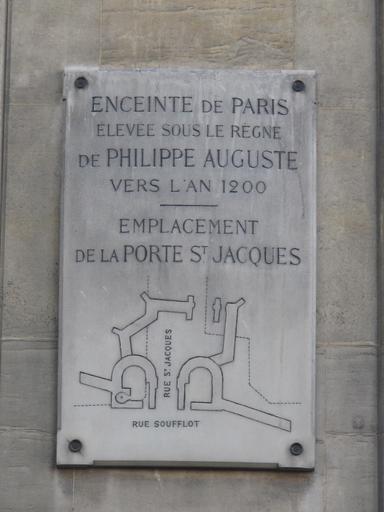 ENCEINTE DE PARIS
ÉLEVÉE SOUS LE RÈGNE
DE PHILIPPE AUGUSTE
VERS L'AN 1200
EMPLACEMENT
DE LA PORTE ST JACQUES
RUE ST JACQUES
RUE SOUFFLOT